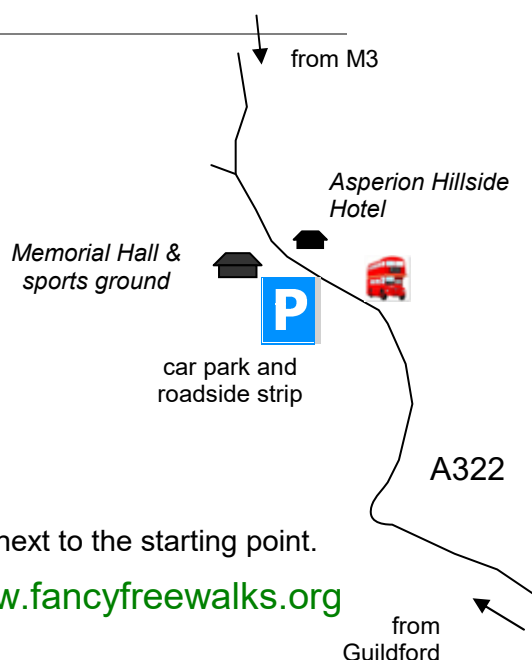 from M3
Asperion Hillside
Hotel
Memorial Hall &
sports ground
P
car park and
roadside strip
A322
next to the starting point.
w.fancyfreewalks.org
from
Guildford